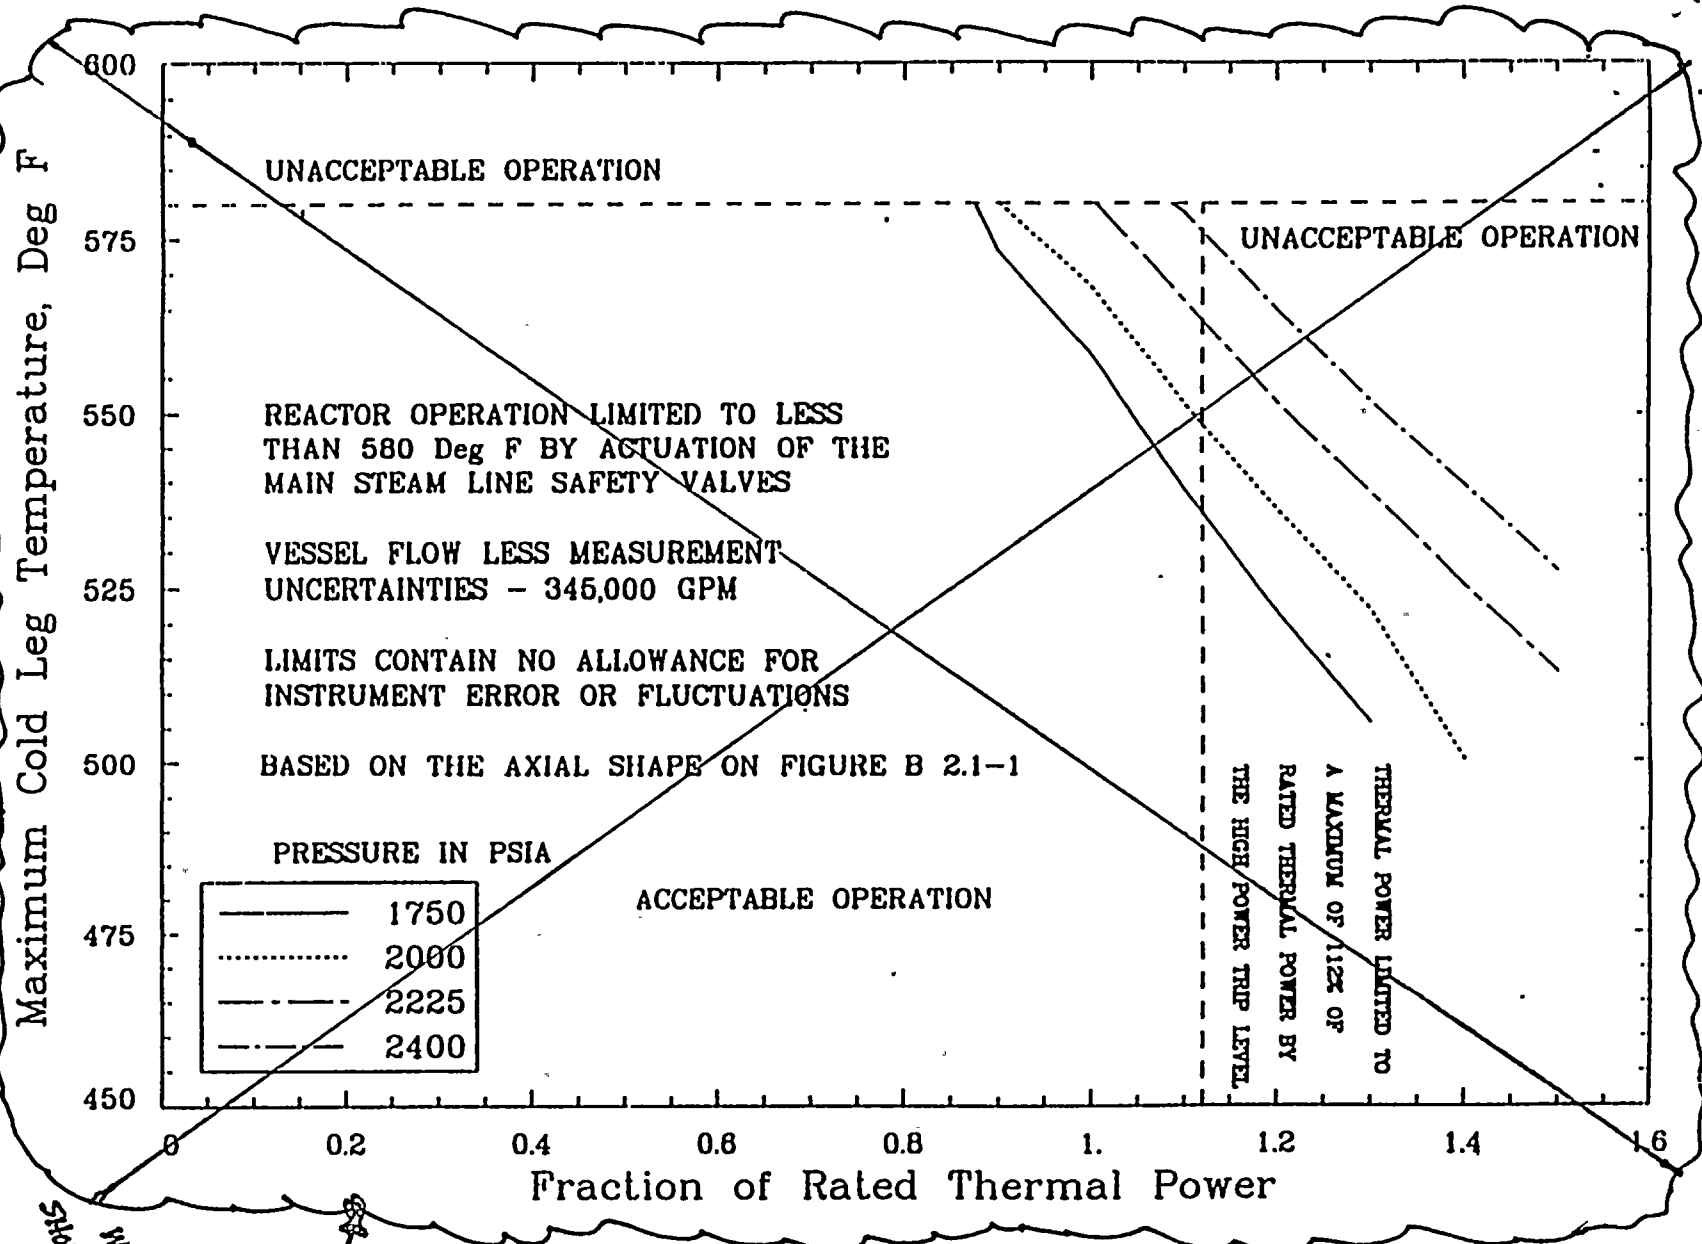 600
UNACCEPTABLE OPERATION
575
UNACCEPTABLE OPERATION
Maximum Cold Leg Temperature, Deg F
550
REACTOR OPERATION LIMITED TO LESS
THAN 580 Deg F BY ACTUATION OF THE
MAIN STEAM LINE SAFETY VALVES
VESSEL FLOW LESS MEASUREMENT
525
UNCERTAINTIES - 345,000 GPM
LIMITS CONTAIN NO ALLOWANCE FOR
INSTRUMENT ERROR OR FLUCTUATIONS
500
BASED ON THE AXIAL SHAPE ON FIGURE B 2.1-1
THERMAL POWER LIMITED TO
A MAXIMUM OF 112% OF
RATED THERMAL POWER BY
THE HIGH POWER TRIP LEVEL
PRESSURE IN PSIA
1750
2000
2225
2400
ACCEPTABLE OPERATION
475
450
0 0.2 0.4 0.6 0.8 1. 1.2 1.4 1.6
Fraction of Rated Thermal Power